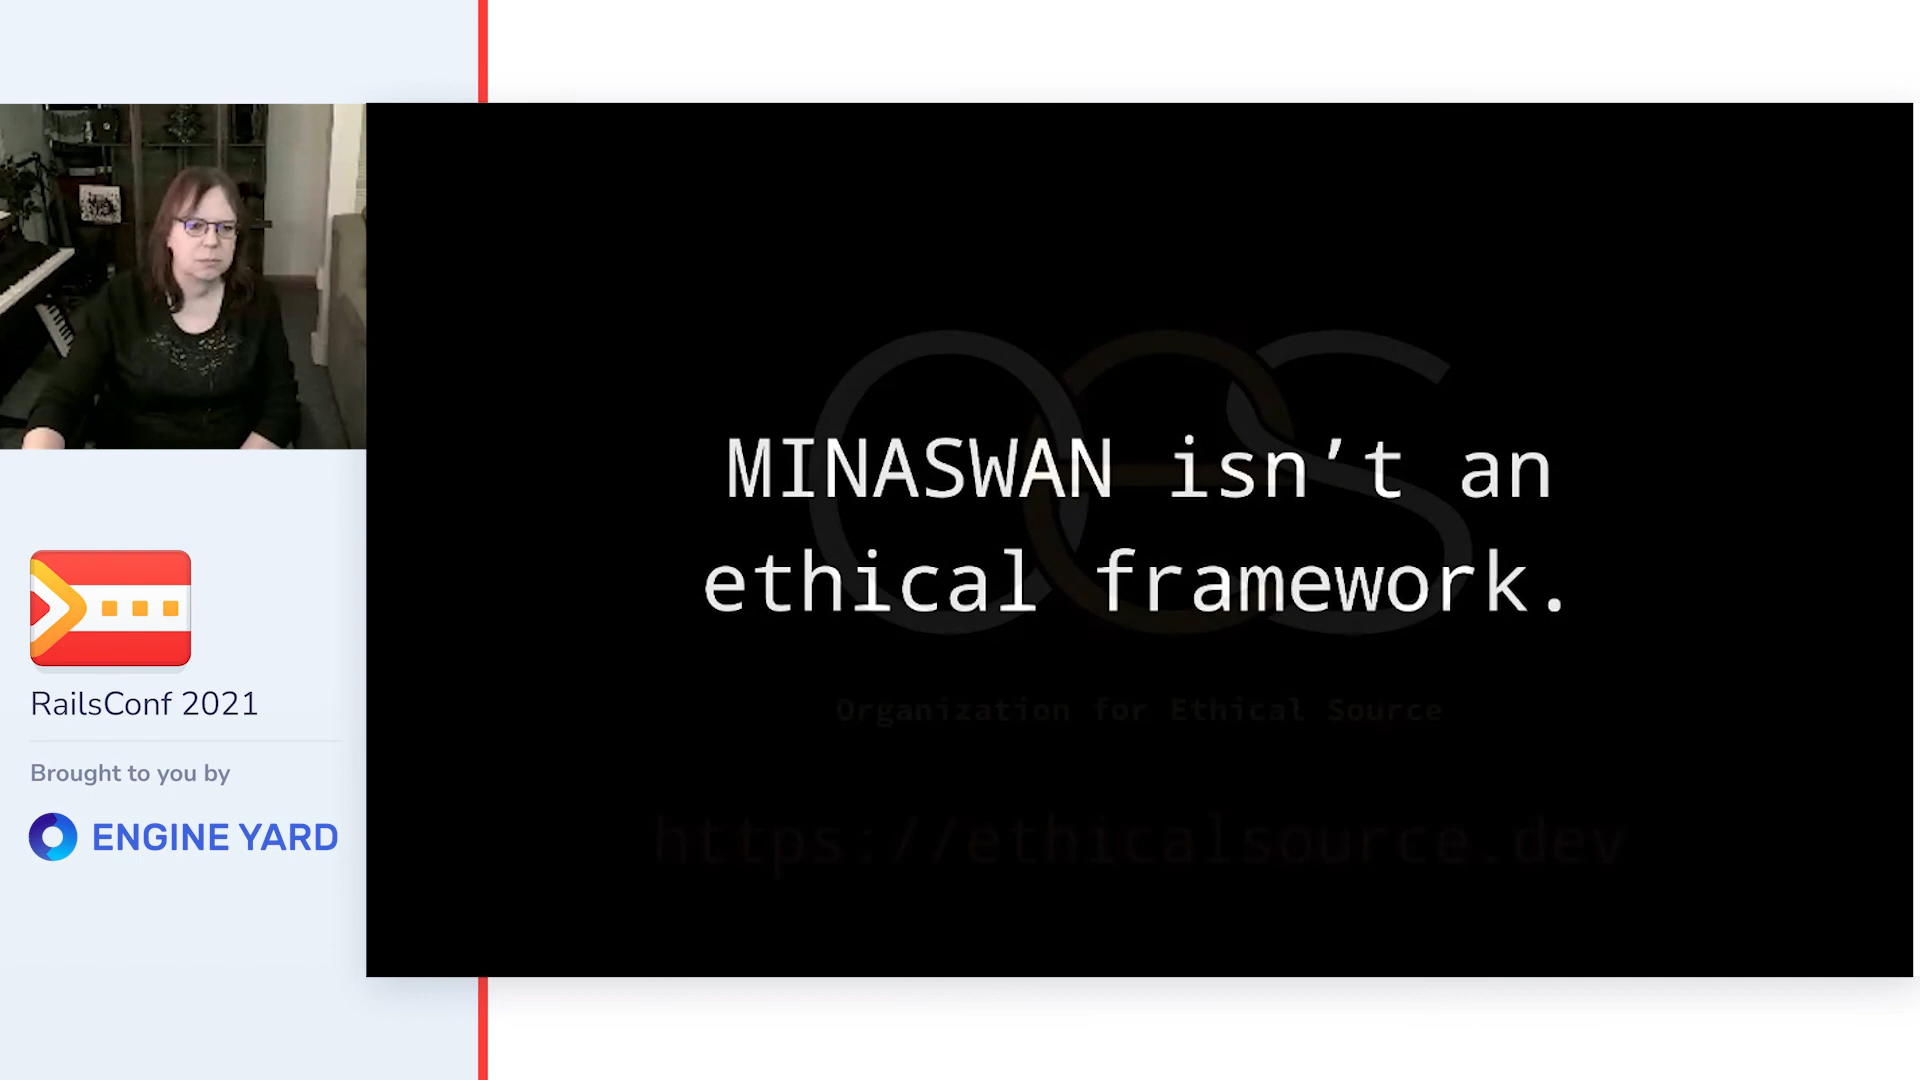 MINASWAN isn’t an
ethical framework.
Organization for Ethical Source
https://ethicalsource.dev
RailsConf 2021
Brought to you by
ENGINE YARD